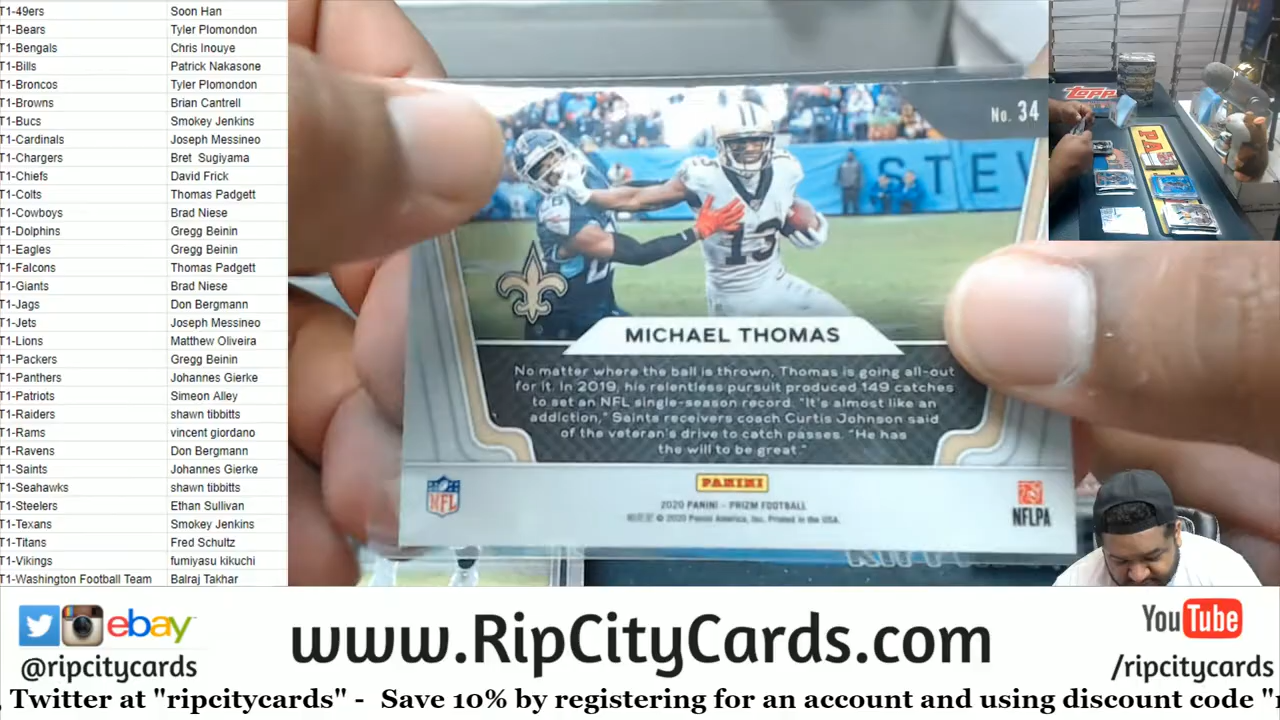 T1-49ers Soon Han
T1-Bears Tyler Plomondon
T1-Bengals Chris Inouye
T1-Bills Patrick Nakasone
T1-Broncos Tyler Plomondon
T1-Browns Brian Cantrell
T1-Bucs Smokey Jenkins
T1-Cardinals Joseph Messineo
T1-Chargers Bret Sugiyama
T1-Chiefs David Frick
T1-Colts Thomas Padgett
T1-Cowboys Brad Niese
T1-Dolphins Gregg Beinin
T1-Eagles Gregg Beinin
T1-Falcons Thomas Padgett
T1-Giants Brad Niese
T1-Jags Don Bergmann
T1-Jets Joseph Messineo
T1-Lions Matthew Oliveira
T1-Packers Gregg Beinin
T1-Panthers Johannes Gierke
T1-Patriots Simeon Alley
T1-Raiders shawn tibbitts
T1-Rams vincent giordano
T1-Ravens Don Bergmann
T1-Saints Johannes Gierke
T1-Seahawks shawn tibbitts
T1-Steelers Ethan Sullivan
T1-Texans Smokey Jenkins
T1-Titans Fred Schultz
T1-Vikings fumiyasu kikuchi
T1-Washington Football Team Balraj Takhar
No. 34
STEV
13
MICHAEL THOMAS
No matter where the ball is thrown, Thomas is going all-out
for it. In 2019, his relentless pursuit produced 149 catches
to set an NFL single-season record. "It's almost like an
addiction," Saints receivers coach Curtis Johnson said
of the veteran's drive to catch passes. "He has
the will to be great."
NFL
PANINI
2020 PANINI - PRIZM FOOTBALL
© 2020 Panini America, Inc. Printed in the USA.
NFLPA
Topps
ebay
@ripcitycards
www.RipCityCards.com
YouTube
/ripcitycards
, Twitter at "ripcitycards" - Save 10% by registering for an account and using discount code "